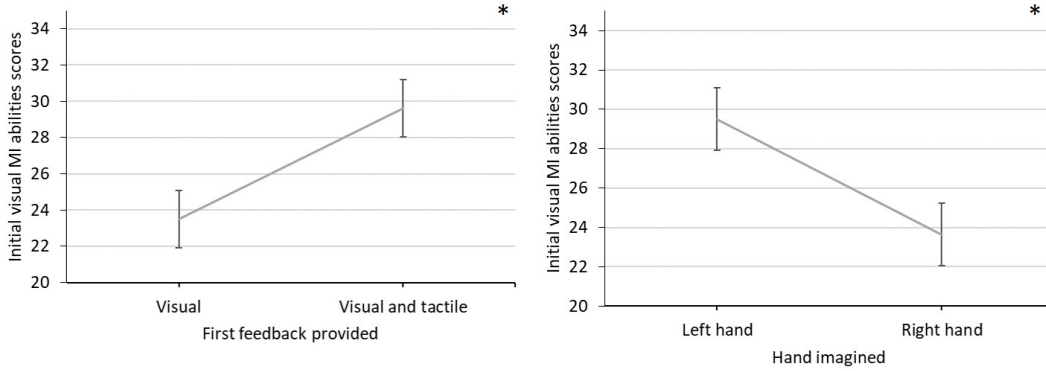 *
Initial visual MI abilities scores
34
32
30
28
26
24
22
20
Visual
Visual and tactile
First feedback provided
*
Initial visual MI abilities scores
34
32
30
28
26
24
22
20
Left hand
Right hand
Hand imagined